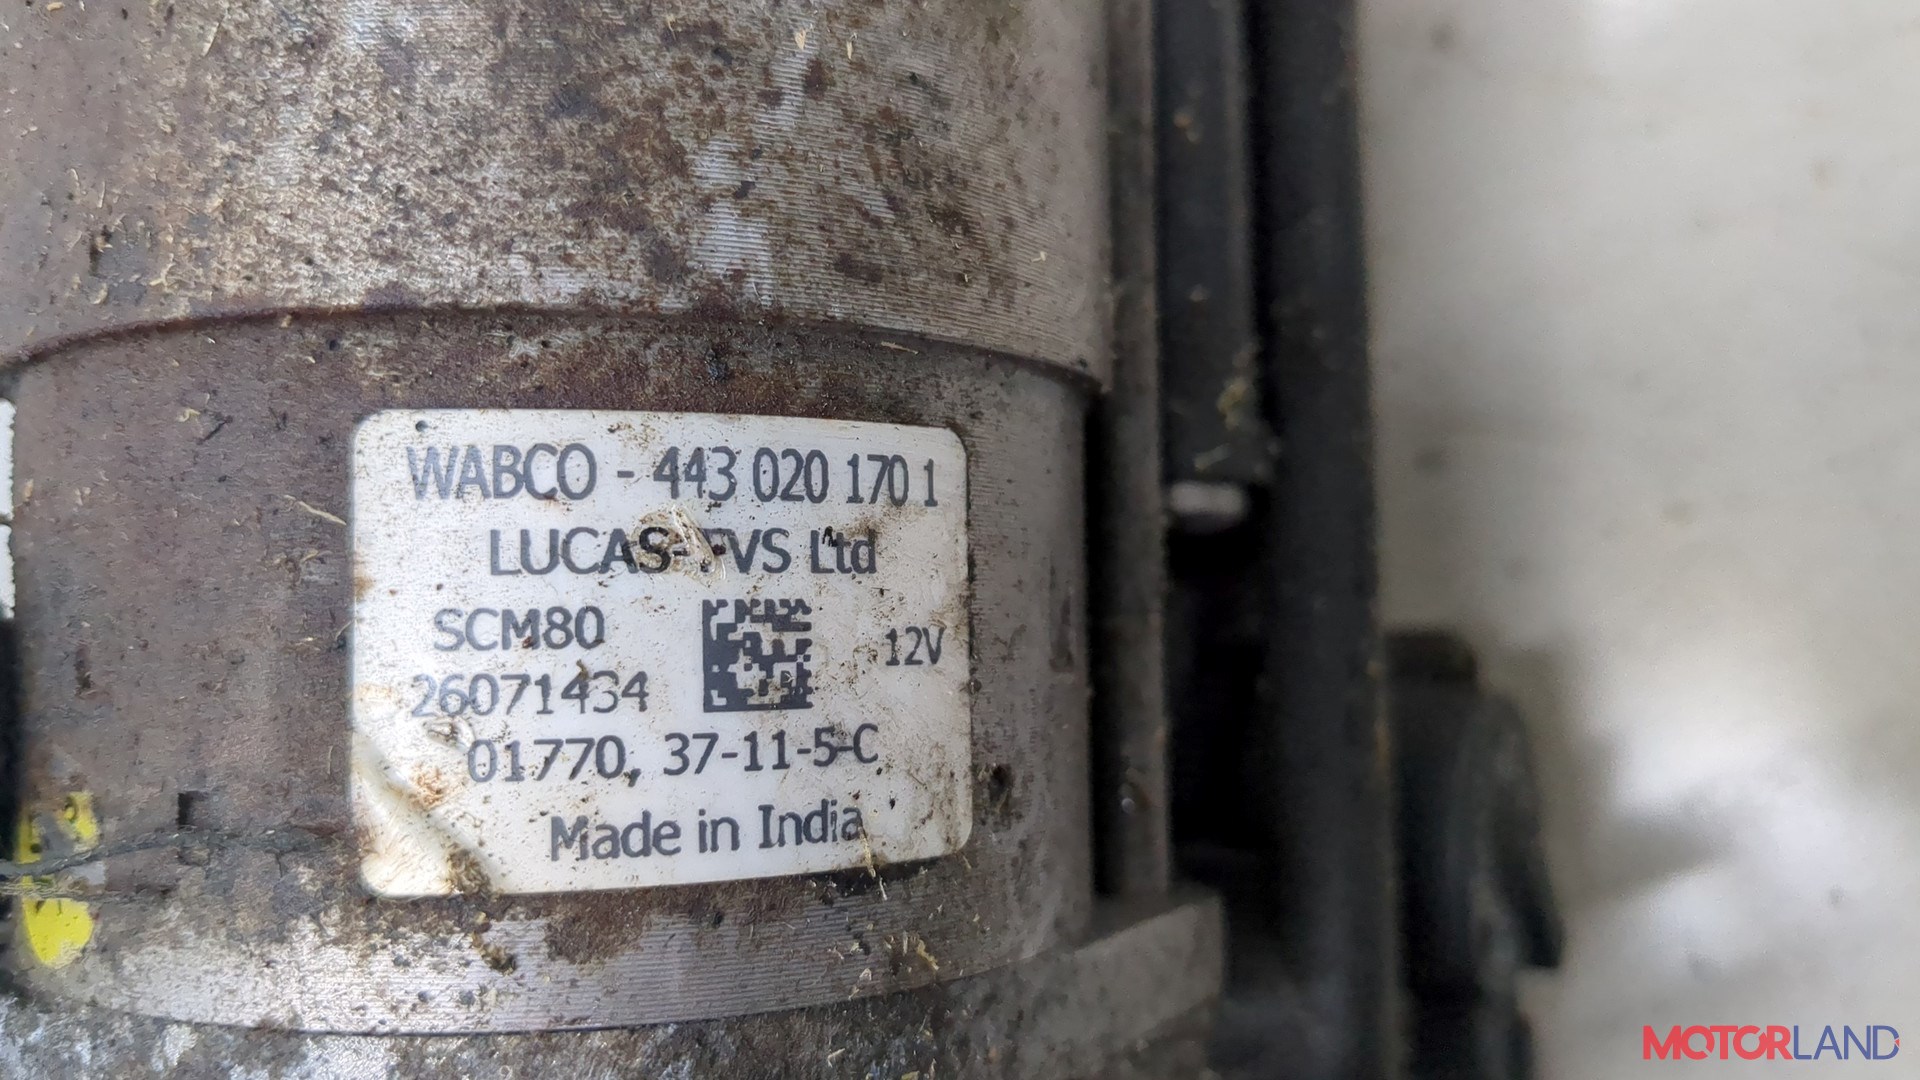 WABCO - 443 020 170 1
LUCAS-TVS Ltd
SCM80
12V
26071434
01770, 37-11-5-C
Made in India
MOTORLAND